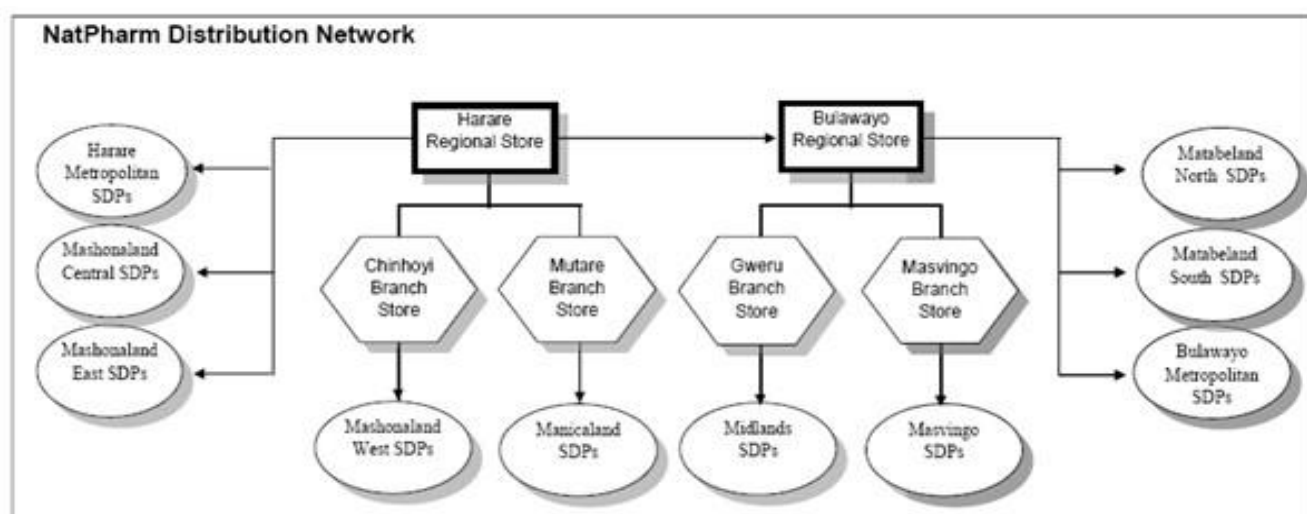 NatPharm Distribution Network
Harare
Regional Store
Bulawayo
Regional Store
Harare
Metropolitan
SDPs
Mashonaland
Central SDPs
Mashonaland
East SDPs
Chinhoyi
Branch
Store
Mutare
Branch
Store
Gweru
Branch
Store
Masvingo
Branch
Store
Matabeland
North SDPs
Matabeland
South SDPs
Bulawayo
Metropolitan
SDPs
Mashonaland
West SDPs
Manicaland
SDPs
Midlands
SDPs
Masvingo
SDPs